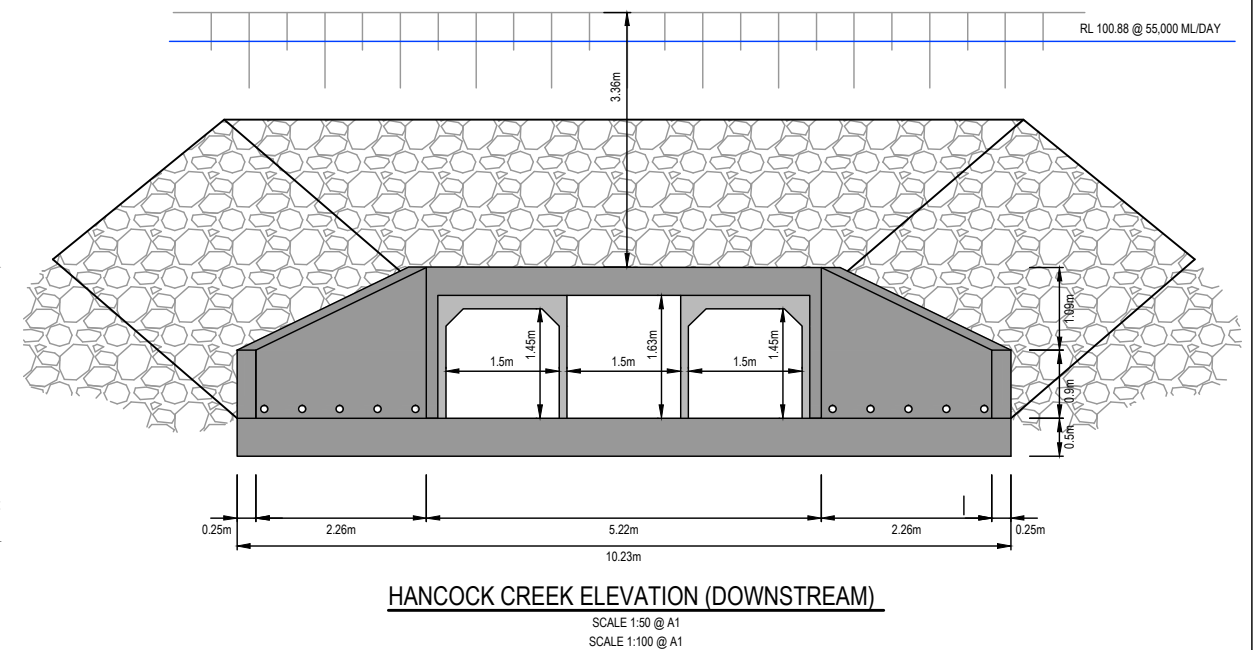 RL 100.88 @ 55,000 ML/DAY
3.36m
1.09m
1.45m
1.63m
1.45m
1.5m
1.5m
1.5m
0.9m
0.5m
0.25m
2.26m
5.22m
2.26m
0.25m
10.23m
HANCOCK CREEK ELEVATION (DOWNSTREAM)
SCALE 1:50 @ A1
SCALE 1:100 @ A1